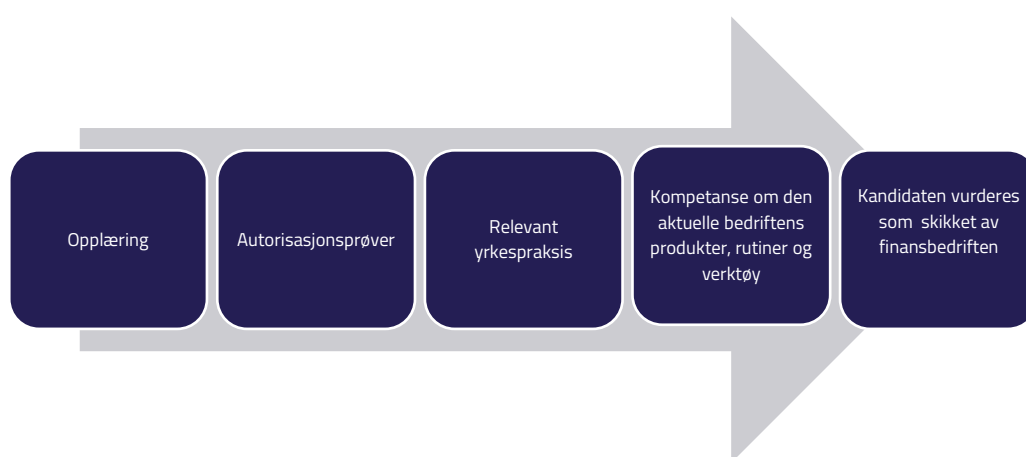 Opplæring
Autorisasjonsprøver
Relevant
yrkespraksis
Kompetanse om den
aktuelle bedriftens
produkter, rutiner og
verktøy
Kandidaten vurderes
som  skikket av
finansbedriften